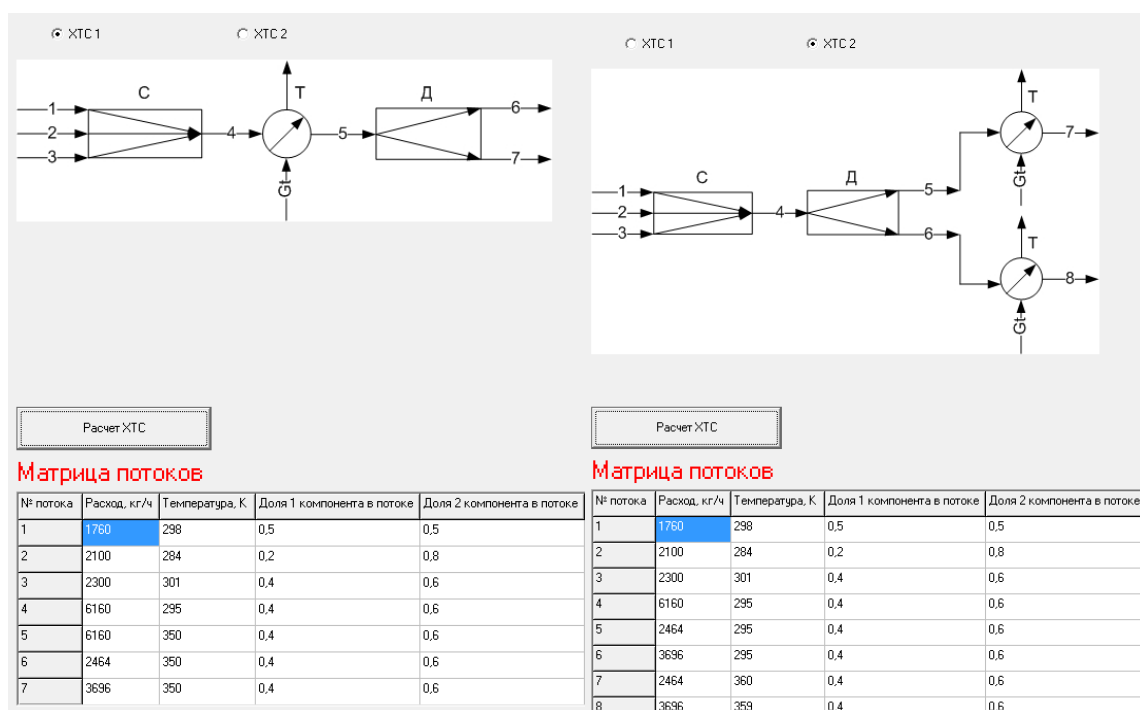 ХТС 1 ХТС 2
С Т Д
1 2 3 4 5 6 7
Gt
Расчет ХТС
Матрица потоков
№ потока Расход, кг/ч Температура, К Доля 1 компонента в потоке Доля 2 компонента в потоке
1 1760 298 0,5 0,5
2 2100 284 0,2 0,8
3 2300 301 0,4 0,6
4 6160 295 0,4 0,6
5 6160 350 0,4 0,6
6 2464 350 0,4 0,6
7 3696 350 0,4 0,6
ХТС 1 ХТС 2
Т
7
Gt
С Д
1 2 3 4 5 6
Т
8
Gt
Расчет ХТС
Матрица потоков
№ потока Расход, кг/ч Температура, К Доля 1 компонента в потоке Доля 2 компонента в потоке
1 1760 298 0,5 0,5
2 2100 284 0,2 0,8
3 2300 301 0,4 0,6
4 6160 295 0,4 0,6
5 2464 295 0,4 0,6
6 3696 295 0,4 0,6
7 2464 360 0,4 0,6
8 3696 359 0,4 0,6